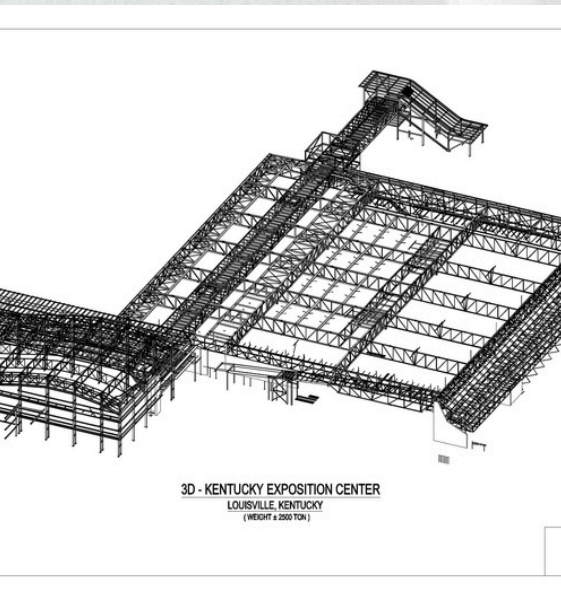 3D - KENTUCKY EXPOSITION CENTER
LOUISVILLE, KENTUCKY
( WEIGHT ± 2500 TON )